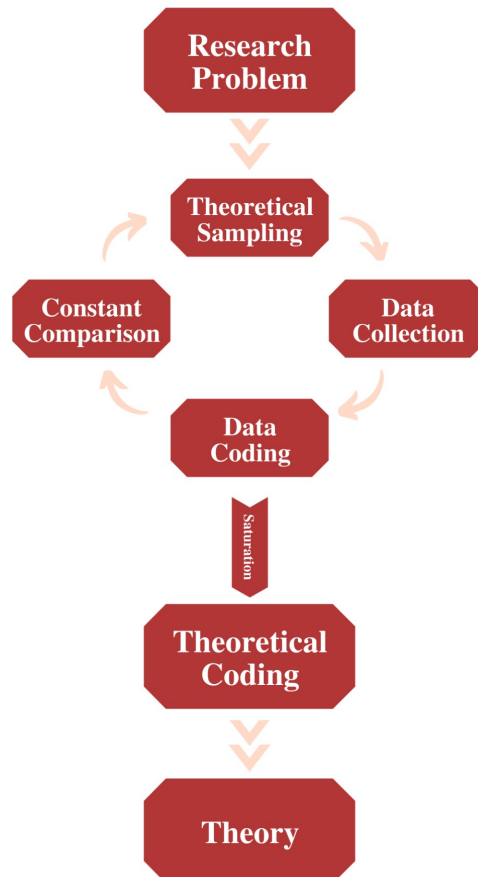 Research
Problem
Theoretical
Sampling
Constant
Comparison
Data
Collection
Data
Coding
Saturation
Theoretical
Coding
Theory